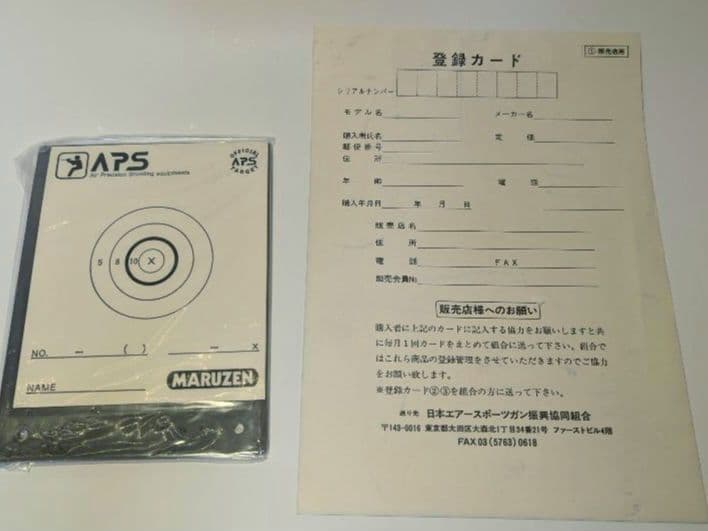 APS
Air Precision Shooting equipments
OFFICIAL
APS
TARGET
5 8 10 X
NO. — ( ) — X
NAME
MARUZEN
登録カード
① 販売店用
シリアルナンバー
モデル名 メーカー名
購入者氏名 定価
郵便番号
住所
年齢 電話
購入年月日 年 月 日
販売店名
住所
電話 FAX
販売会員No
販売店様へのお願い
購入者に上記のカードに記入する協力をお願いしますと共
に毎月1回カードをまとめて組合に送って下さい。組合で
はこれら商品の登録管理をさせていただきますのでご協力
をお願い致します。
※登録カード②③を組合の方に送って下さい。
送り先 日本エアースポーツガン振興協同組合
〒143-0016 東京都大田区大森北1丁目34番21号 ファーストビル4階
FAX 03 (5763) 0618